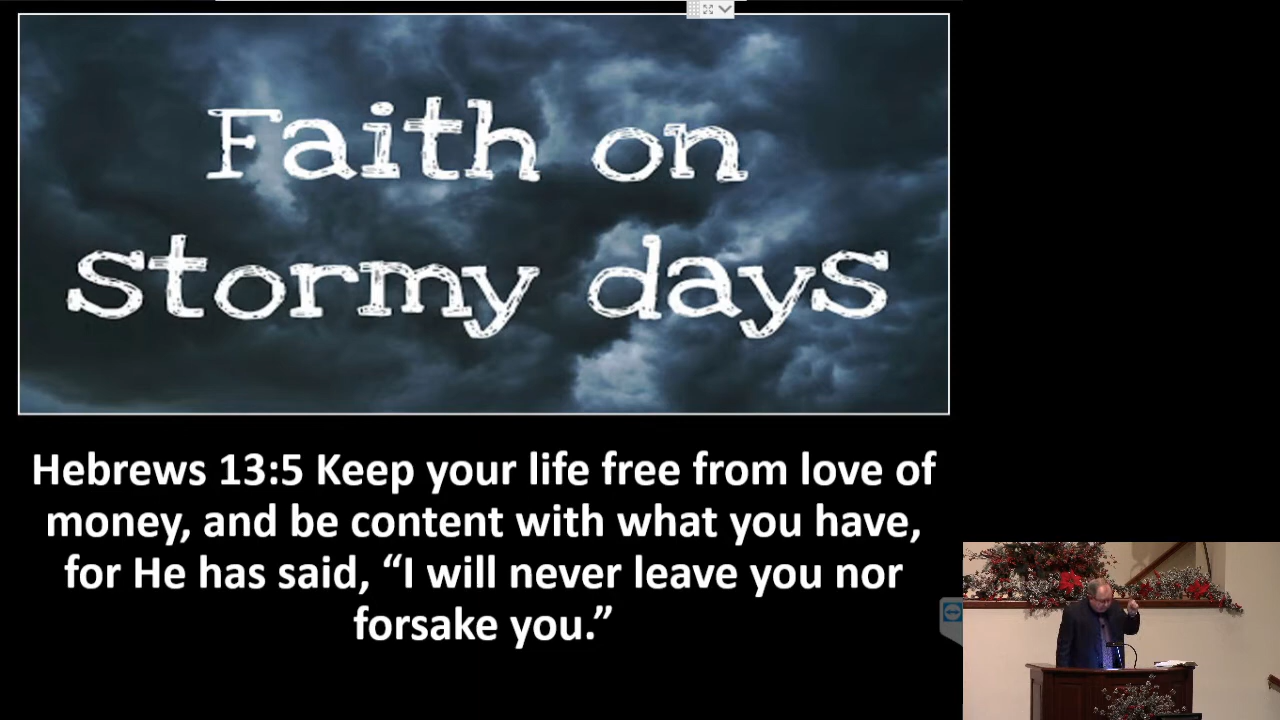 Faith on
stormy days
Hebrews 13:5 Keep your life free from love of
money, and be content with what you have,
for He has said, “I will never leave you nor
forsake you.”